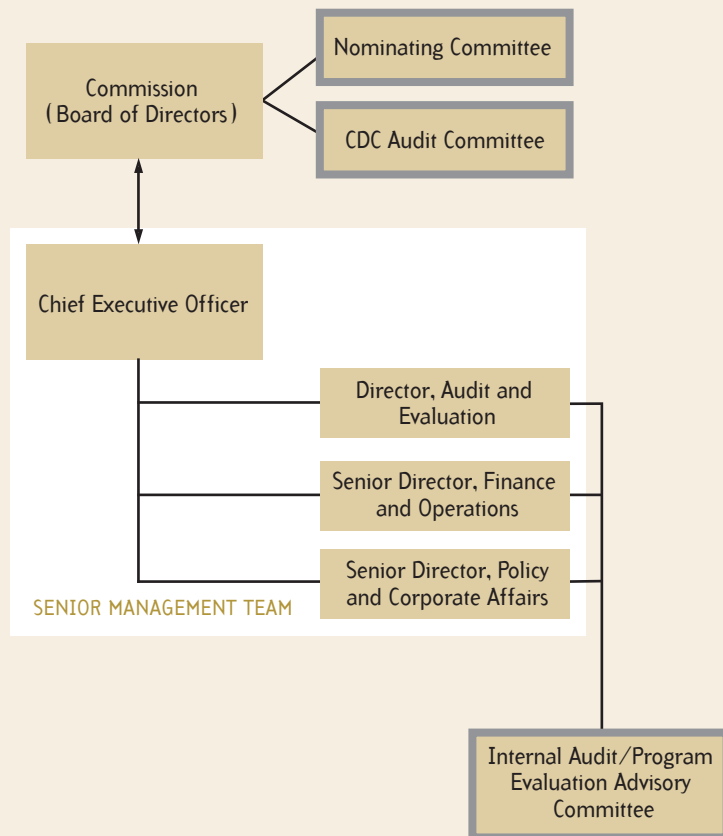 Nominating Committee
Commission
(Board of Directors)
CDC Audit Committee
Chief Executive Officer
Director, Audit and
Evaluation
Senior Director, Finance
and Operations
Senior Director, Policy
and Corporate Affairs
SENIOR MANAGEMENT TEAM
Internal Audit/Program
Evaluation Advisory
Committee